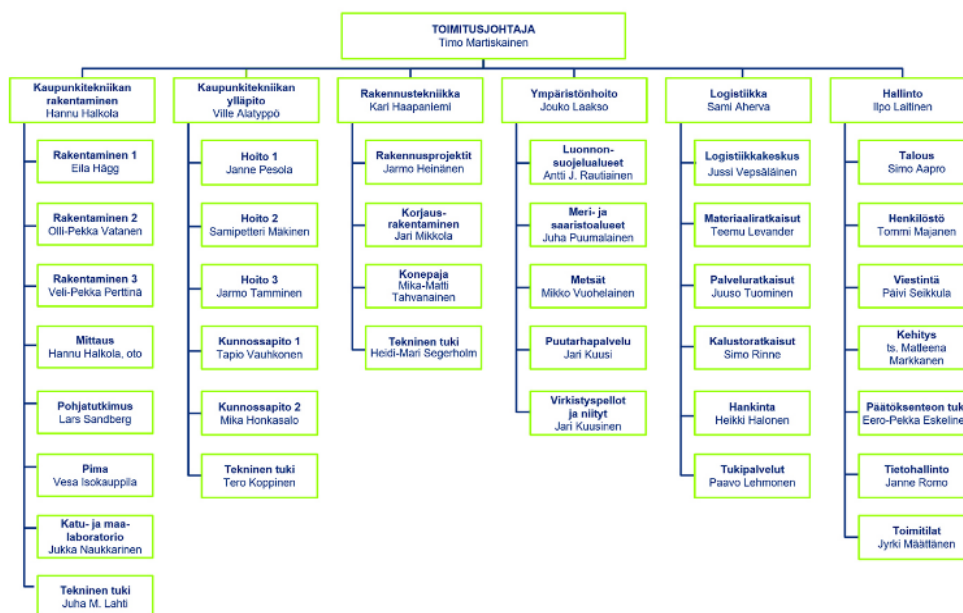 TOIMITUSJOHTAJA
Timo Martiskainen
Kaupunkitekniikan
rakentaminen
Hannu Halkola
Rakentaminen 1
Eila Hägg
Rakentaminen 2
Olli-Pekka Vatanen
Rakentaminen 3
Veli-Pekka Perttinä
Mittaus
Hannu Halkola, oto
Pohjatutkimus
Lars Sandberg
Pima
Vesa Isokauppila
Katu- ja maa-
laboratorio
Jukka Naukkarinen
Tekninen tuki
Juha M. Lahti
Kaupunkitekniikan
ylläpito
Ville Alatyppö
Hoito 1
Janne Pesola
Hoito 2
Samipetteri Mäkinen
Hoito 3
Jarmo Tamminen
Kunnossapito 1
Tapio Vauhkonen
Kunnossapito 2
Mika Honkasalo
Tekninen tuki
Tero Koppinen
Rakennustekniikka
Kari Haapaniemi
Rakennusprojektit
Jarmo Heinänen
Korjaus-
rakentaminen
Jari Mikkola
Konepaja
Mika-Matti
Tahvanainen
Tekninen tuki
Heidi-Mari Segerholm
Ympäristönhoito
Jouko Laakso
Luonnon-
suojelualueet
Antti J. Rautiainen
Meri- ja
saaristoalueet
Juha Puumalainen
Metsät
Mikko Vuohelainen
Puutarhapalvelu
Jari Kuusi
Virkistyspellot
ja niityt
Jari Kuusinen
Logistiikka
Sami Aherva
Logistiikkakeskus
Jussi Vepsäläinen
Materiaaliratkaisut
Teemu Levander
Palveluratkaisut
Juuso Tuominen
Kalustoratkaisut
Simo Rinne
Hankinta
Heikki Halonen
Tukipalvelut
Paavo Lehmonen
Hallinto
Ilpo Laitinen
Talous
Simo Aapro
Henkilöstö
Tommi Majanen
Viestintä
Päivi Seikkula
Kehitys
ts. Matleena
Markkanen
Päätöksenteon tuk
Eero-Pekka Eskeline
Tietohallinto
Janne Romo
Toimitilat
Jyrki Määttänen